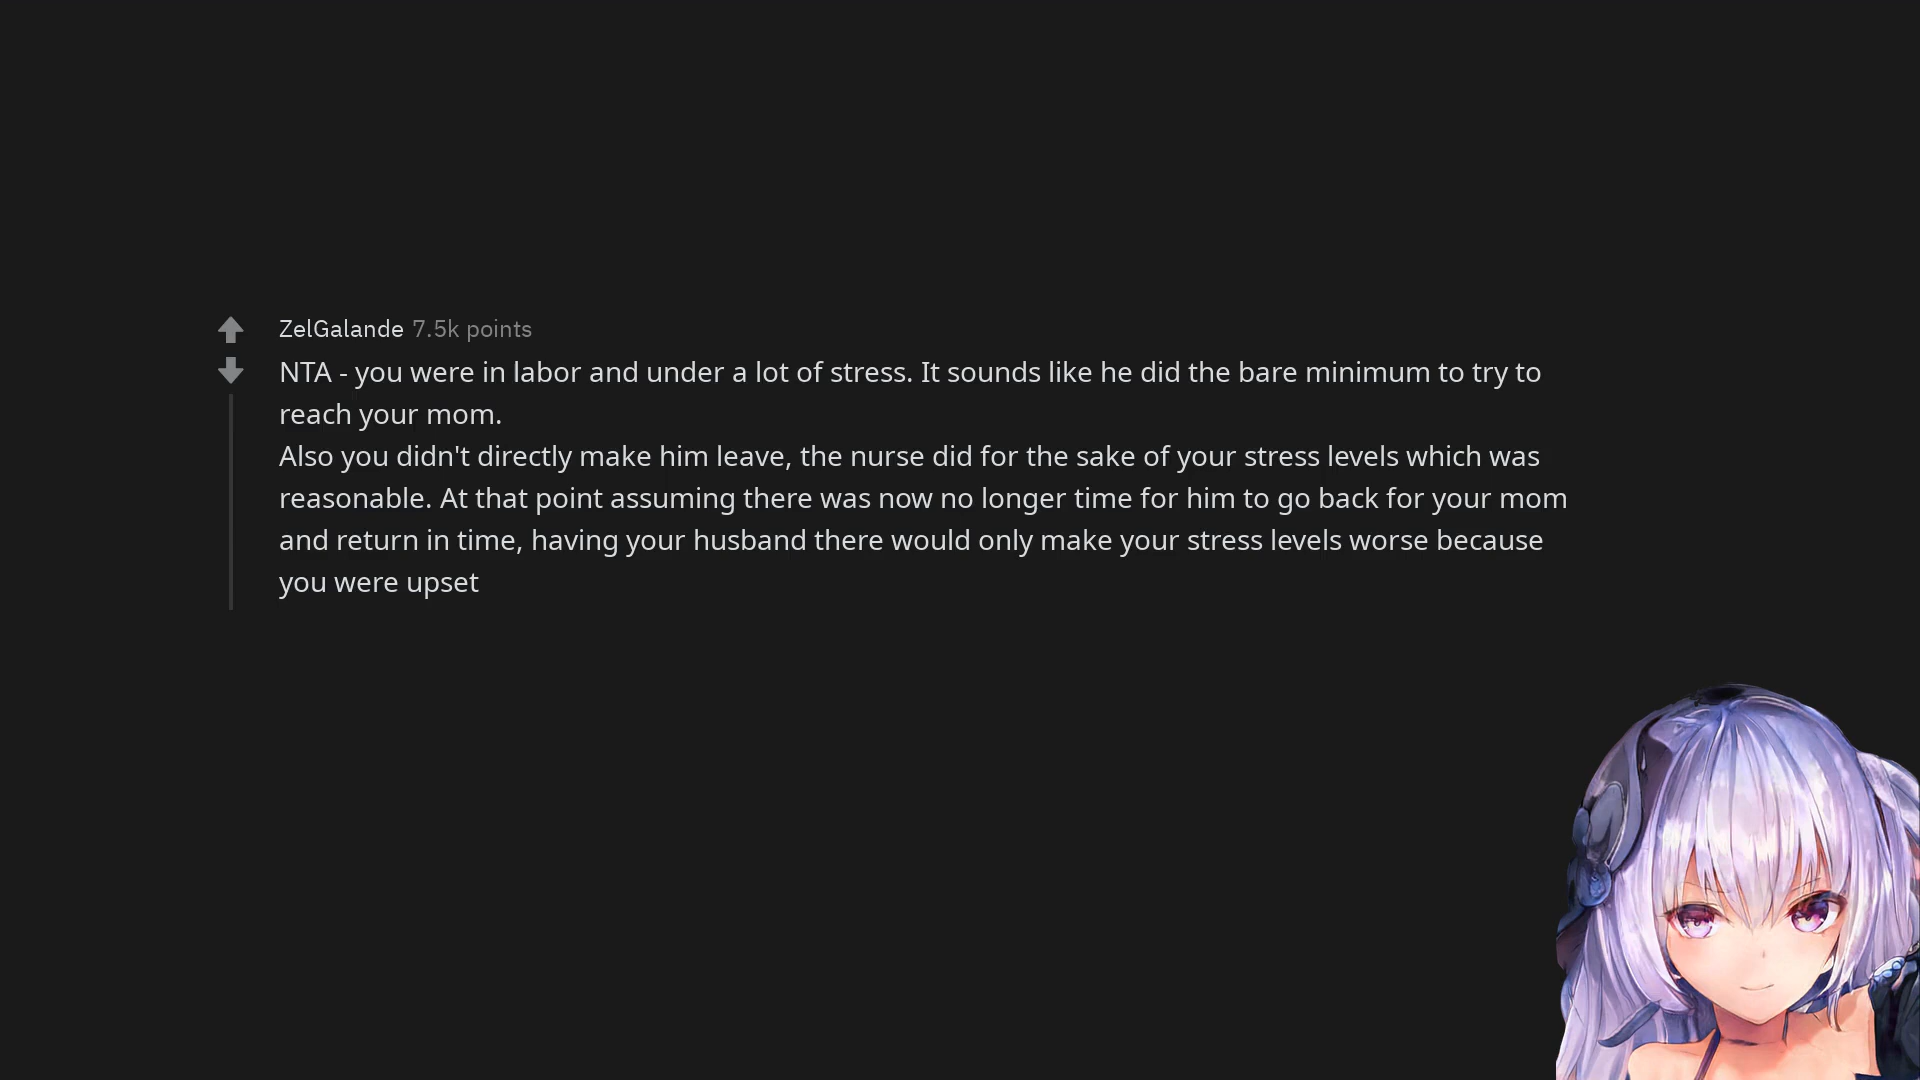 ZelGalande 7.5k points
NTA - you were in labor and under a lot of stress. It sounds like he did the bare minimum to try to
reach your mom.
Also you didn't directly make him leave, the nurse did for the sake of your stress levels which was
reasonable. At that point assuming there was now no longer time for him to go back for your mom
and return in time, having your husband there would only make your stress levels worse because
you were upset